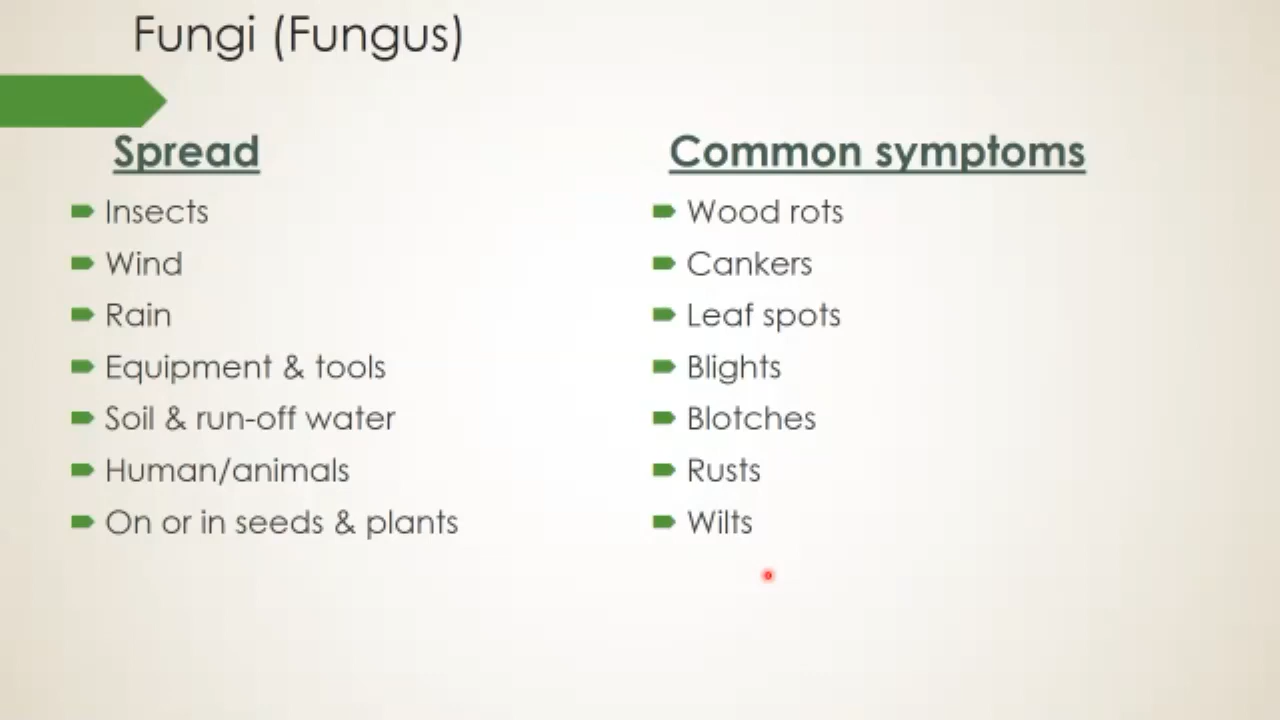 Fungi (Fungus)
Spread
Insects
Wind
Rain
Equipment & tools
Soil & run-off water
Human/animals
On or in seeds & plants
Common symptoms
Wood rots
Cankers
Leaf spots
Blights
Blotches
Rusts
Wilts